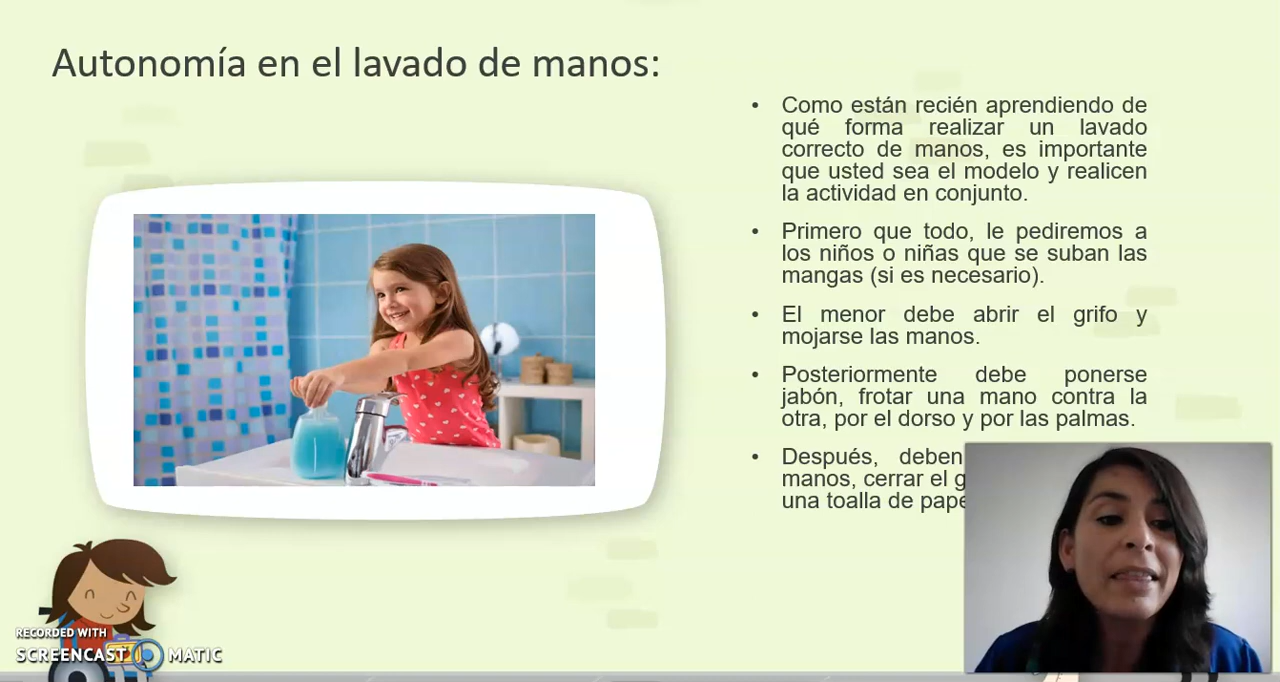 Autonomía en el lavado de manos:
• Como están recién aprendiendo de
qué forma realizar un lavado
correcto de manos, es importante
que usted sea el modelo y realicen
la actividad en conjunto.
• Primero que todo, le pediremos a
los niños o niñas que se suban las
mangas (si es necesario).
• El menor debe abrir el grifo y
mojarse las manos.
• Posteriormente debe ponerse
jabón, frotar una mano contra la
otra, por el dorso y por las palmas.
• Después, deben
manos, cerrar el
una toalla de
RECORDED WITH
SCREENCAST MATIC